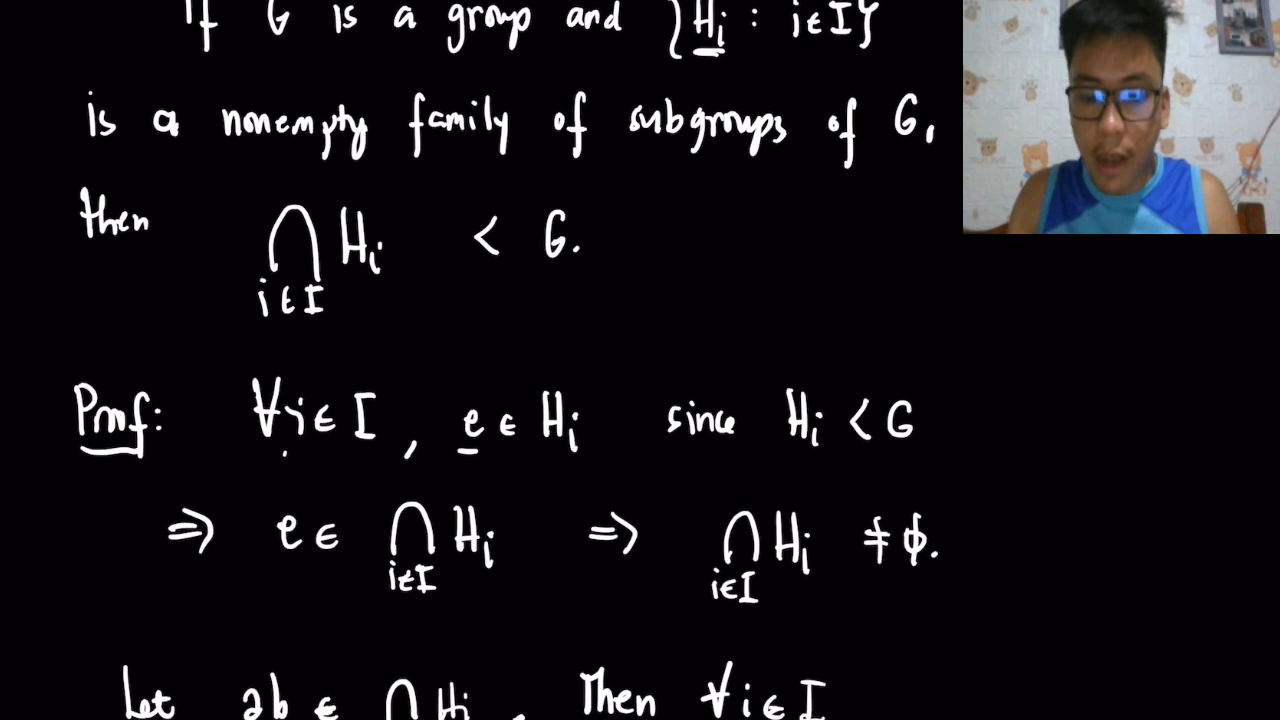 If G is a group and {Hᵢ : i∈I}
is a nonempty family of subgroups of G,
then ⋂ Hᵢ < G.
i∈I
Proof: ∀i∈I, e∈Hᵢ since Hᵢ < G
⇒ e∈ ⋂ Hᵢ ⇒ ⋂ Hᵢ ≠ ϕ.
i∈I i∈I
Let ab ∈ ⋂ Hᵢ. Then ∀i∈I